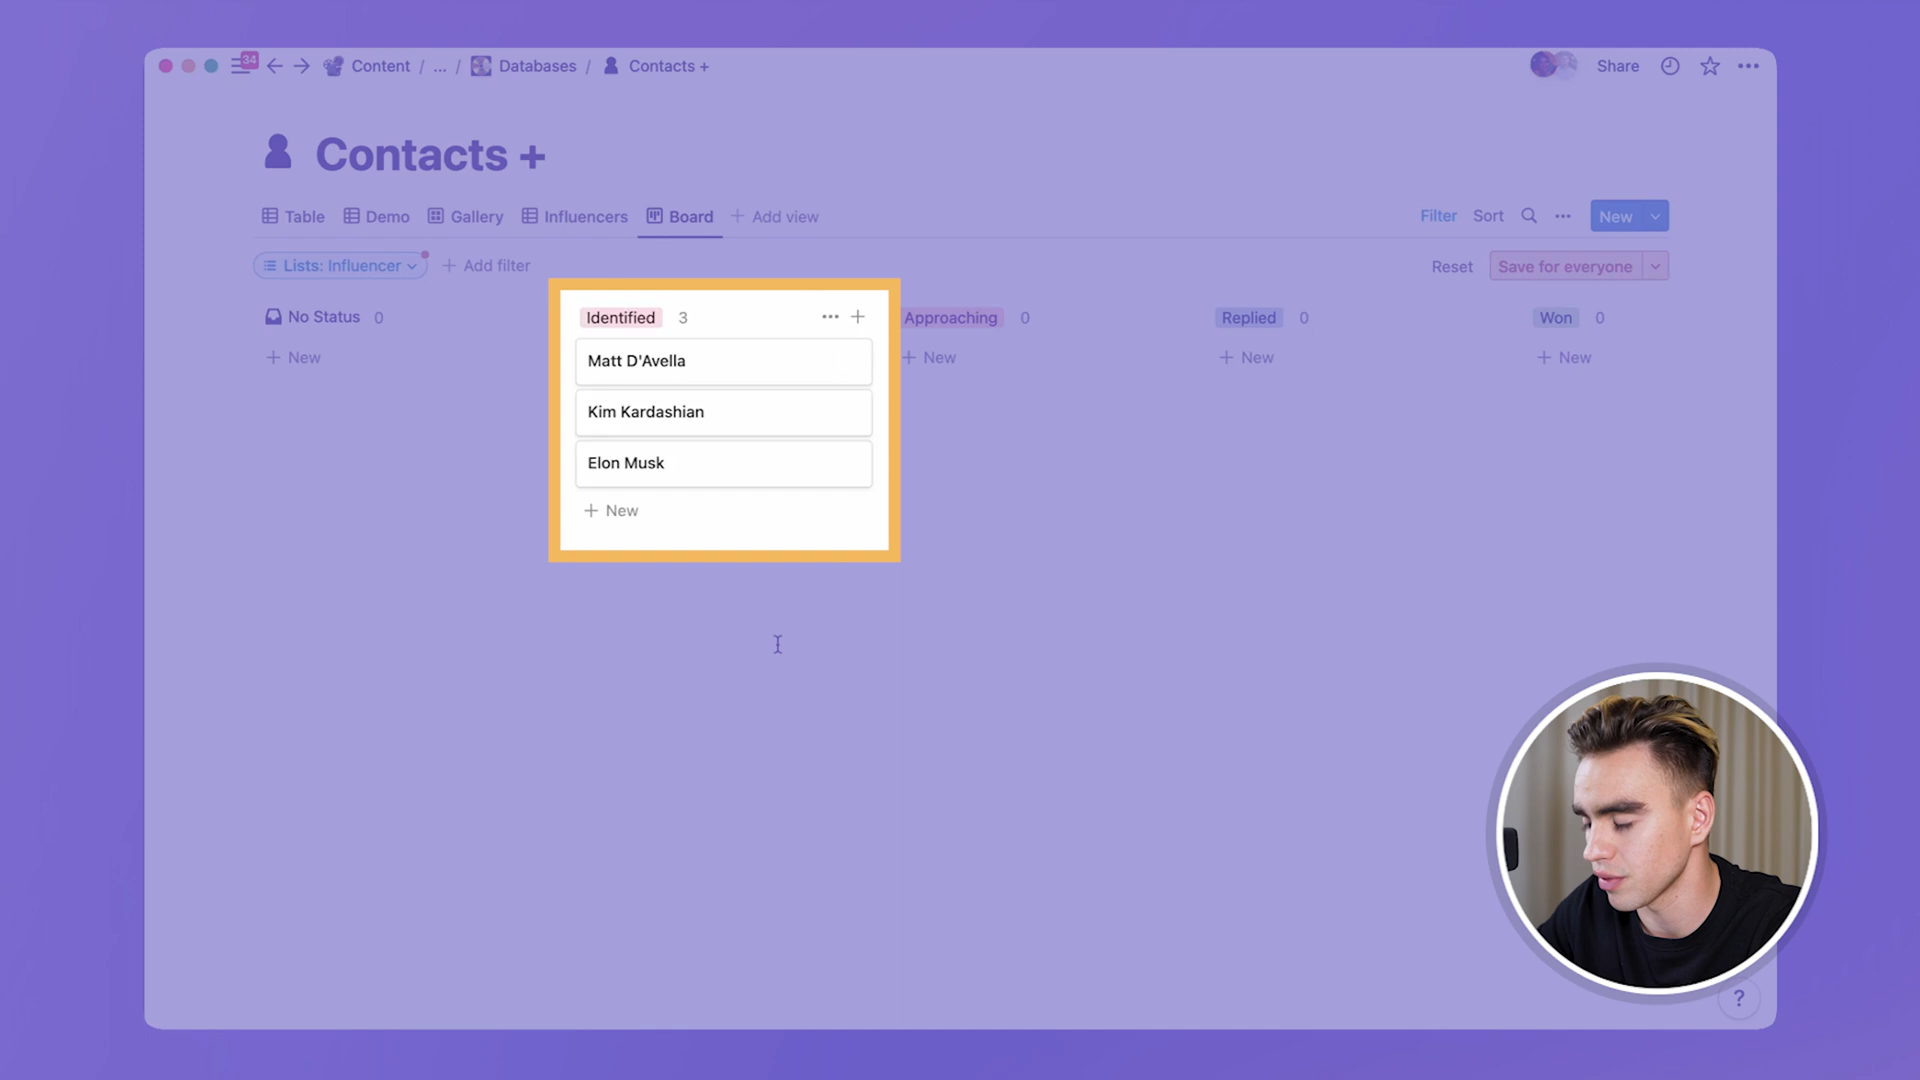 34 Content / ... / Databases / Contacts +
Share
Contacts +
Table Demo Gallery Influencers Board + Add view
Filter Sort New
Lists: Influencer + Add filter
Reset Save for everyone
No Status 0
+ New
Identified 3
Matt D'Avella
Kim Kardashian
Elon Musk
+ New
Approaching 0
+ New
Replied 0
+ New
Won 0
+ New
?